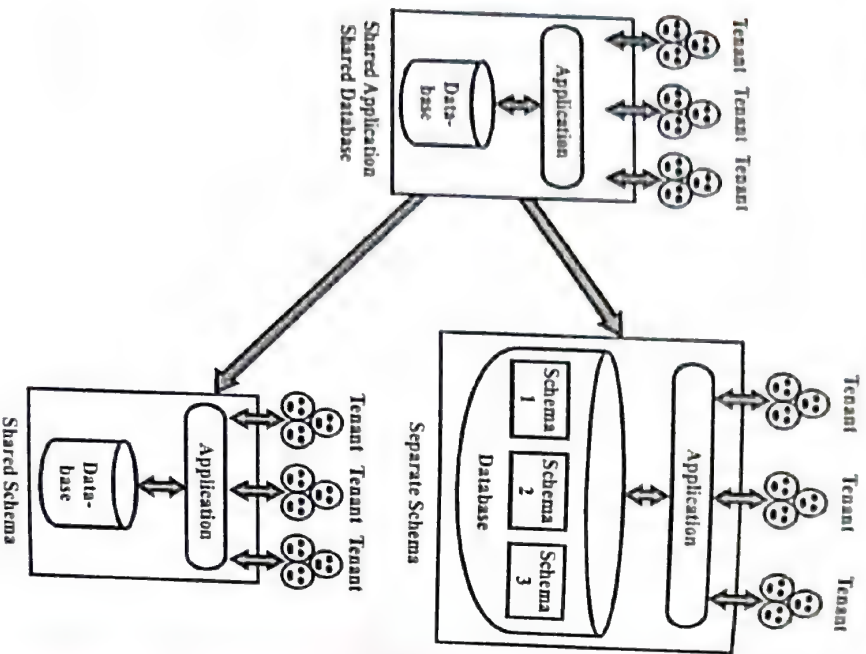 Tenant Tenant Tenant
Application
Data-
base
Shared Application
Shared Database
Tenant Tenant Tenant
Application
Schema
1
Schema
2
Schema
3
Database
Separate Schema
Tenant Tenant Tenant
Application
Data-
base
Shared Schema